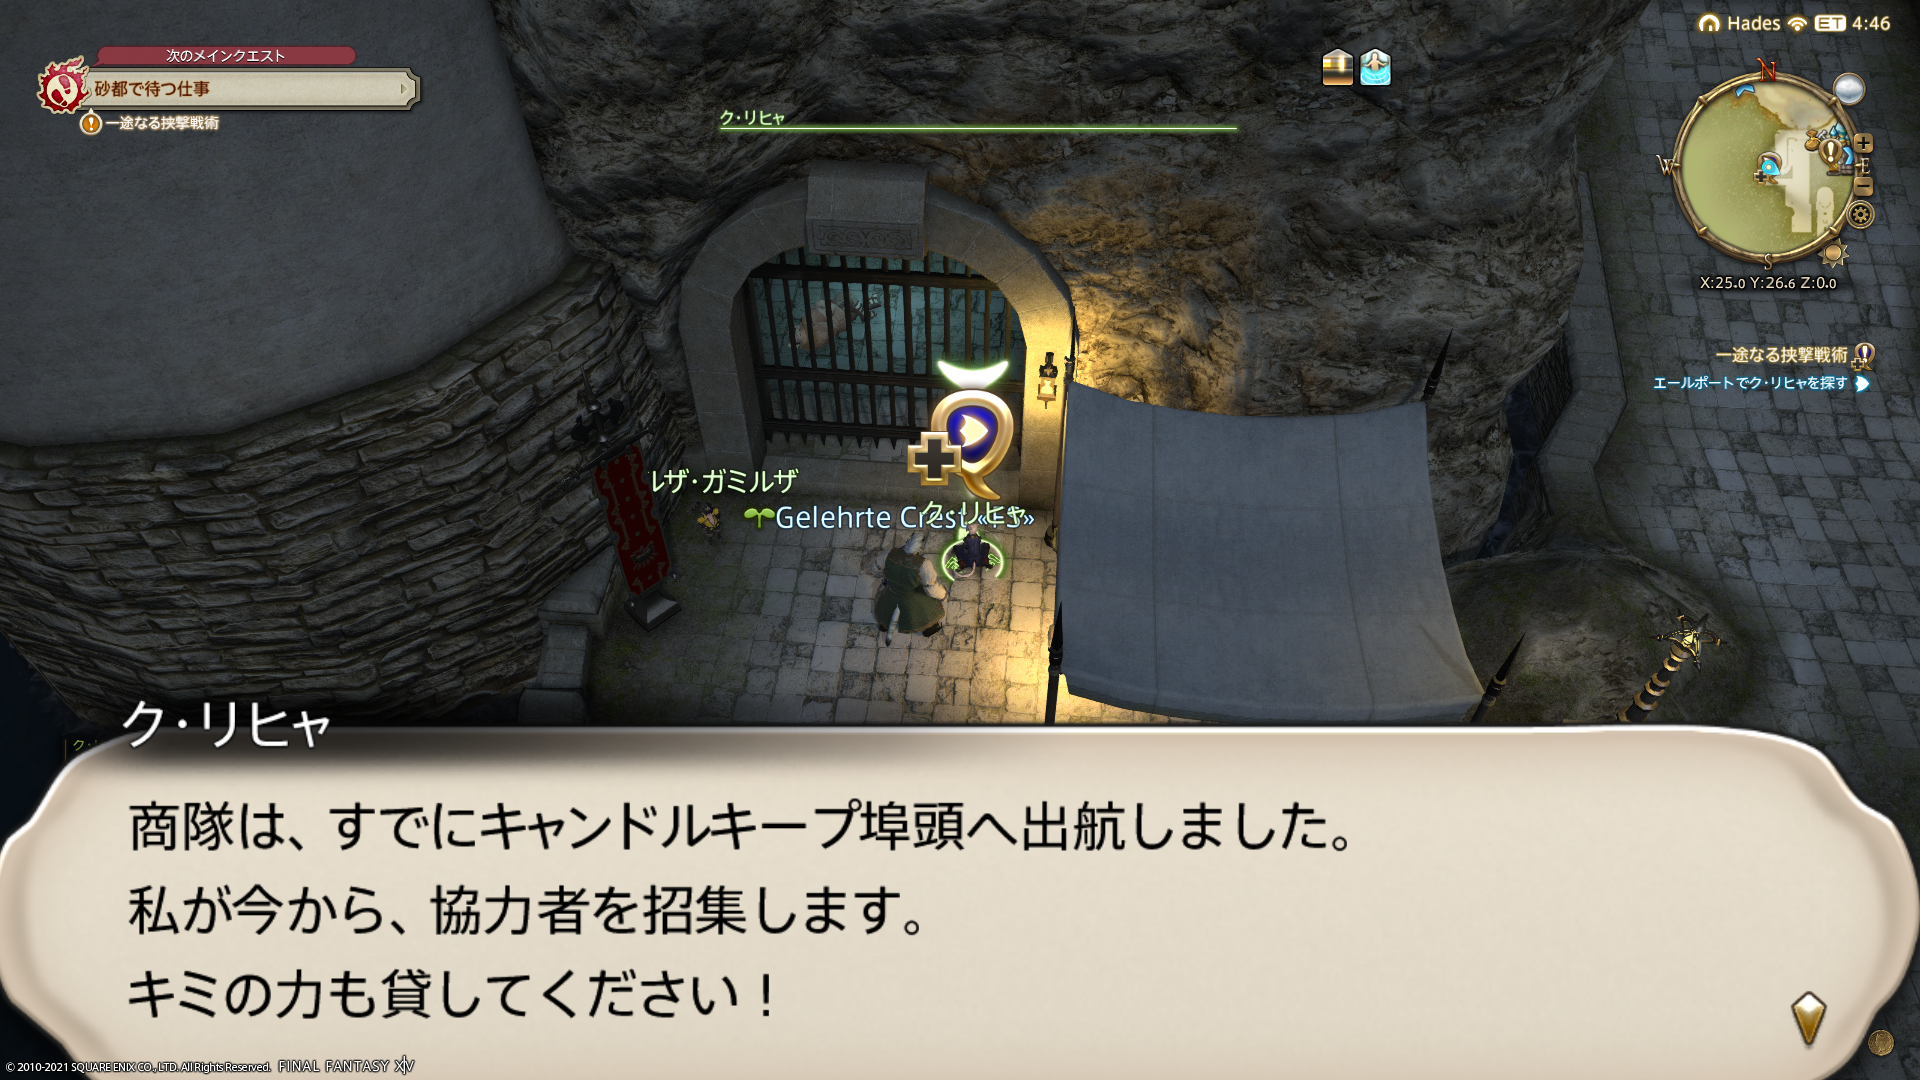 Hades ET 4:46
次のメインクエスト
砂都で待つ仕事
一途なる挟撃戦術
ク・リヒャ
N
W
E
S
X:25.0 Y:26.6 Z:0.0
一途なる挟撃戦術
エールポートでク・リヒャを探す
レザ・ガミルザ
ク・リヒャ
Gelehrte Crest
ク・リヒャ
商隊は、すでにキャンドルキープ埠頭へ出航しました。
私が今から、協力者を招集します。
キミの力も貸してください！
© 2010-2021 SQUARE ENIX CO., LTD. All Rights Reserved. FINAL FANTASY XIV